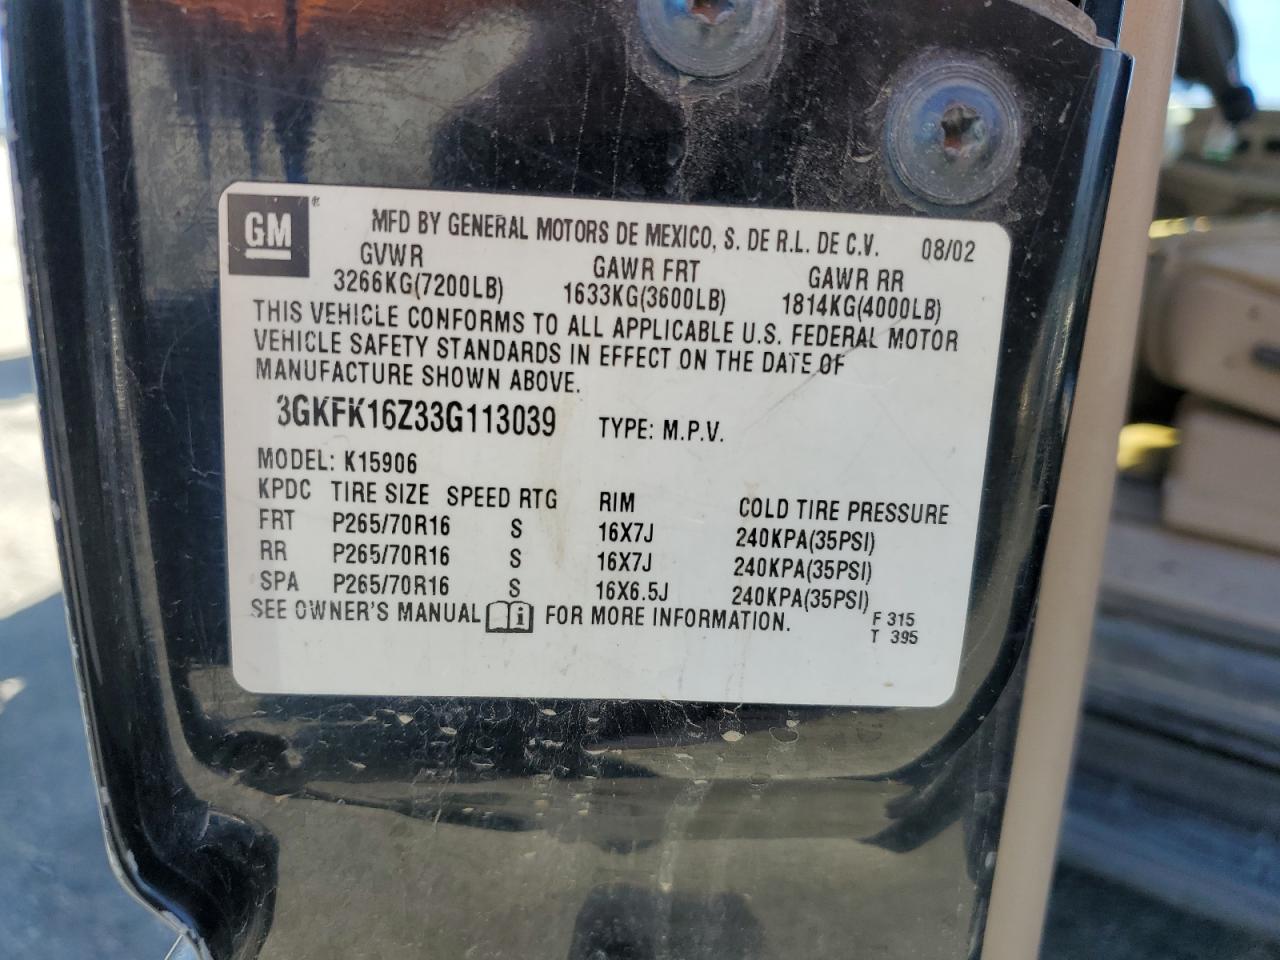 GM ®
MFD BY GENERAL MOTORS DE MEXICO, S. DE R.L. DE C.V. 08/02
GVWR GAWR FRT GAWR RR
3266KG(7200LB) 1633KG(3600LB) 1814KG(4000LB)
THIS VEHICLE CONFORMS TO ALL APPLICABLE U.S. FEDERAL MOTOR
VEHICLE SAFETY STANDARDS IN EFFECT ON THE DATE OF
MANUFACTURE SHOWN ABOVE.
3GKFK16Z33G113039 TYPE: M.P.V.
MODEL: K15906
KPDC TIRE SIZE SPEED RTG RIM COLD TIRE PRESSURE
FRT P265/70R16 S 16X7J 240KPA(35PSI)
RR P265/70R16 S 16X7J 240KPA(35PSI)
SPA P265/70R16 S 16X6.5J 240KPA(35PSI)
SEE OWNER'S MANUAL i FOR MORE INFORMATION. F 315
T 395